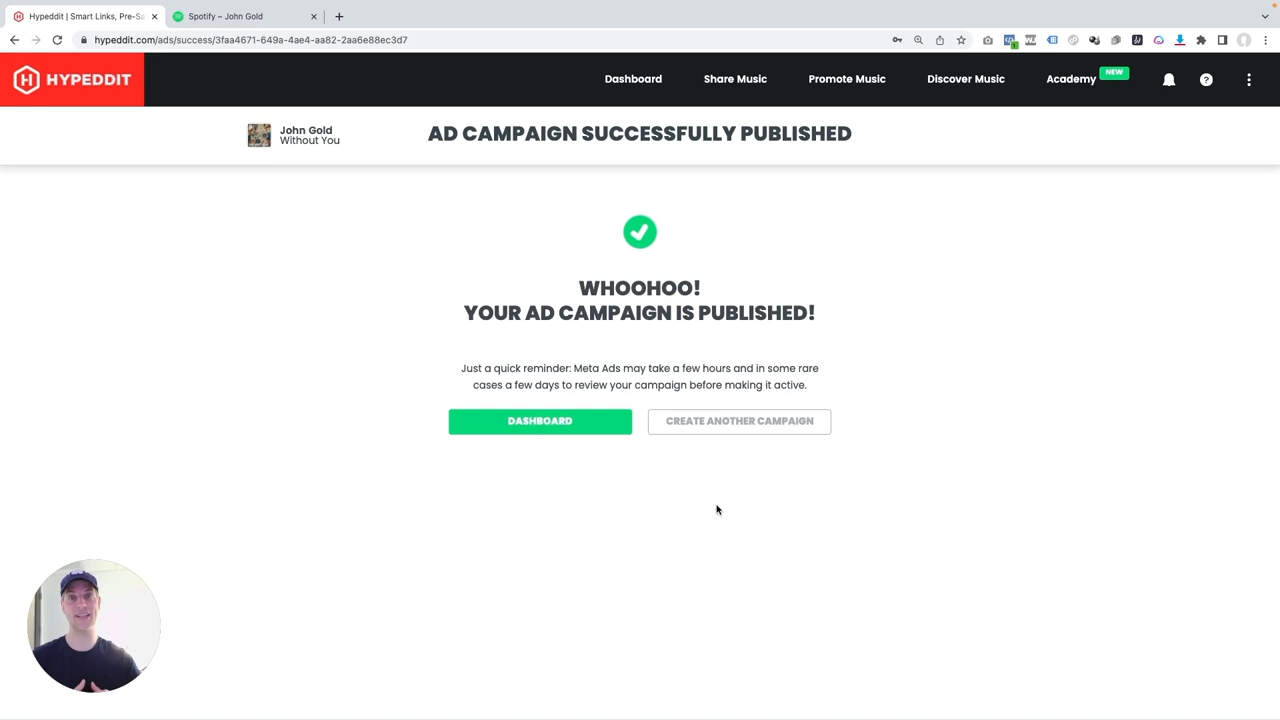 Hypeddit | Smart Links, Pre-Sa
Spotify – John Gold
hypeddit.com/ads/success/3faa4671-649a-4ae4-aa82-2aa6e88ec3d7
HYPEDDIT
Dashboard
Share Music
Promote Music
Discover Music
Academy
NEW
John Gold
Without You
AD CAMPAIGN SUCCESSFULLY PUBLISHED
WHOOHOO!
YOUR AD CAMPAIGN IS PUBLISHED!
Just a quick reminder: Meta Ads may take a few hours and in some rare
cases a few days to review your campaign before making it active.
DASHBOARD
CREATE ANOTHER CAMPAIGN